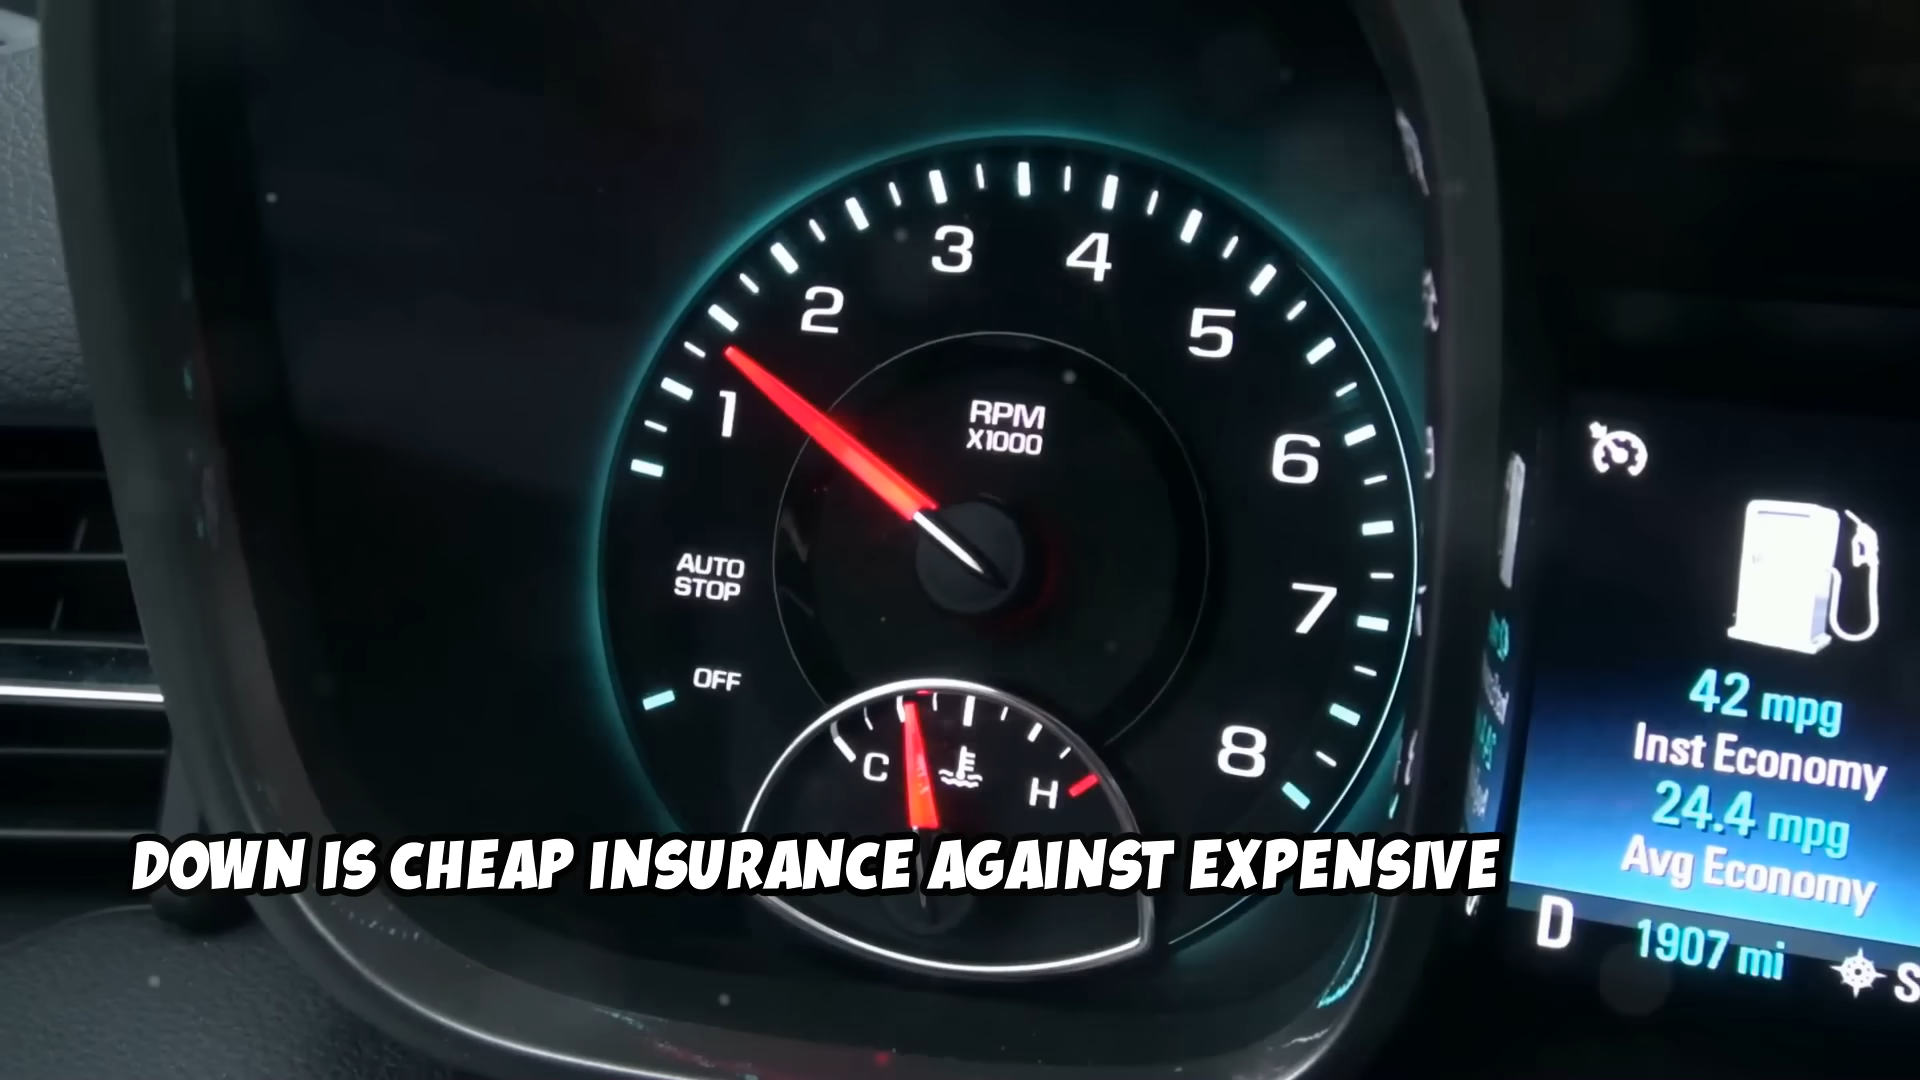 3
4
2
5
1
RPM
X1000
6
AUTO
STOP
7
OFF
8
C
H
42 mpg
Inst Economy
24.4 mpg
Avg Economy
D
1907 mi
S
DOWN IS CHEAP INSURANCE AGAINST EXPENSIVE